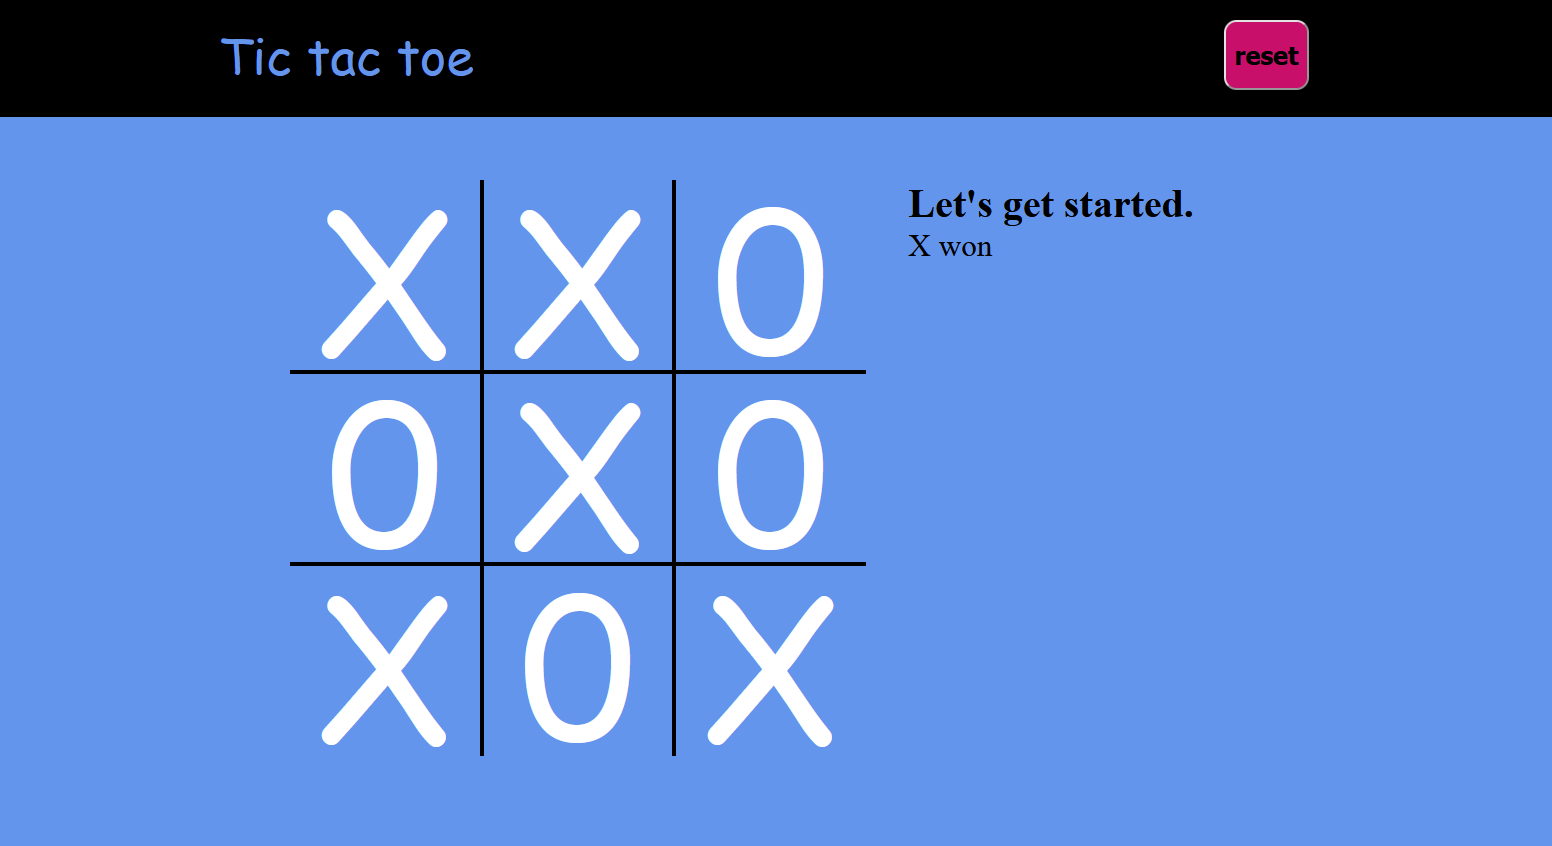 Tic tac toe
reset
X X O
O X O
X O X
Let's get started.
X won